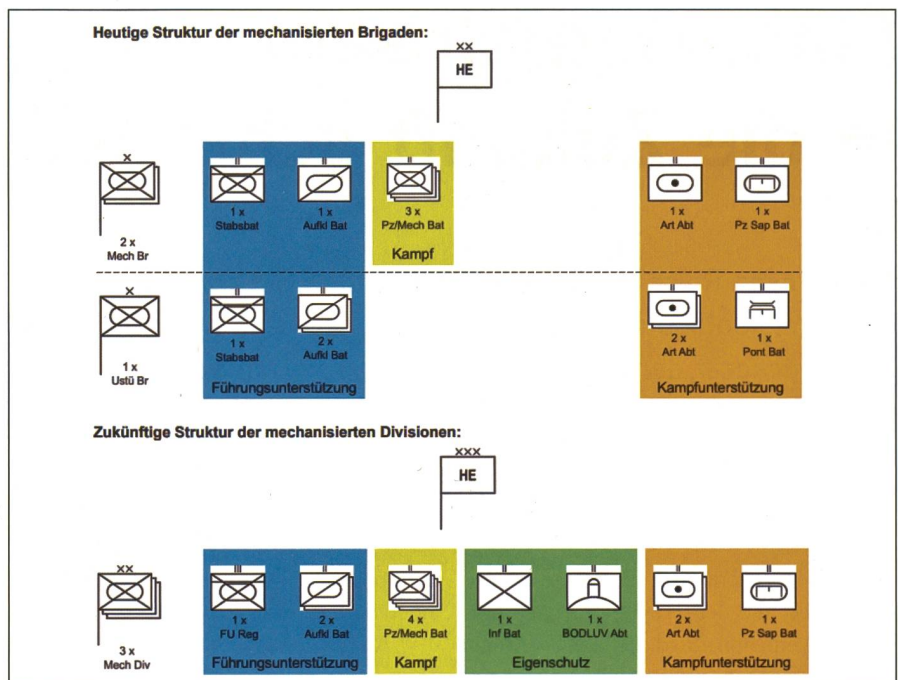 Heutige Struktur der mechanisierten Brigaden:
XX
HE
X
2 x
Mech Br
1 x
Stabsbat
1 x
Aufkl Bat
3 x
Pz/Mech Bat
Kampf
1 x
Art Abt
1 x
Pz Sap Bat
X
1 x
Ustü Br
1 x
Stabsbat
2 x
Aufkl Bat
Führungsunterstützung
2 x
Art Abt
1 x
Pont Bat
Kampfunterstützung
Zukünftige Struktur der mechanisierten Divisionen:
XXX
HE
XX
3 x
Mech Div
1 x
FU Reg
2 x
Aufkl Bat
Führungsunterstützung
4 x
Pz/Mech Bat
Kampf
1 x
Inf Bat
1 x
BODLUV Abt
Eigenschutz
2 x
Art Abt
1 x
Pz Sap Bat
Kampfunterstützung